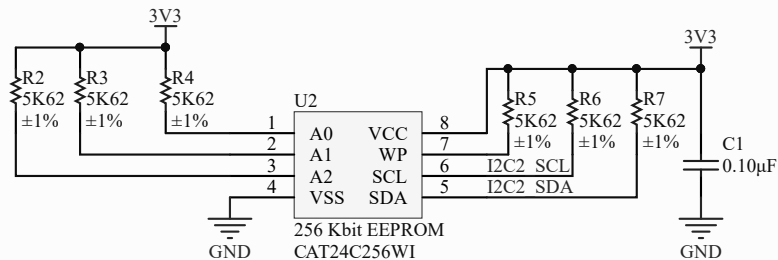 3V3
R2
5K62
±1%
R3
5K62
±1%
R4
5K62
±1%
U2
1
2
3
4
A0
A1
A2
VSS
VCC
WP
SCL
SDA
8
7
6
5
256 Kbit EEPROM
CAT24C256WI
GND
3V3
R5
5K62
±1%
R6
5K62
±1%
R7
5K62
±1%
I2C2_SCL
I2C2_SDA
C1
0.10µF
GND